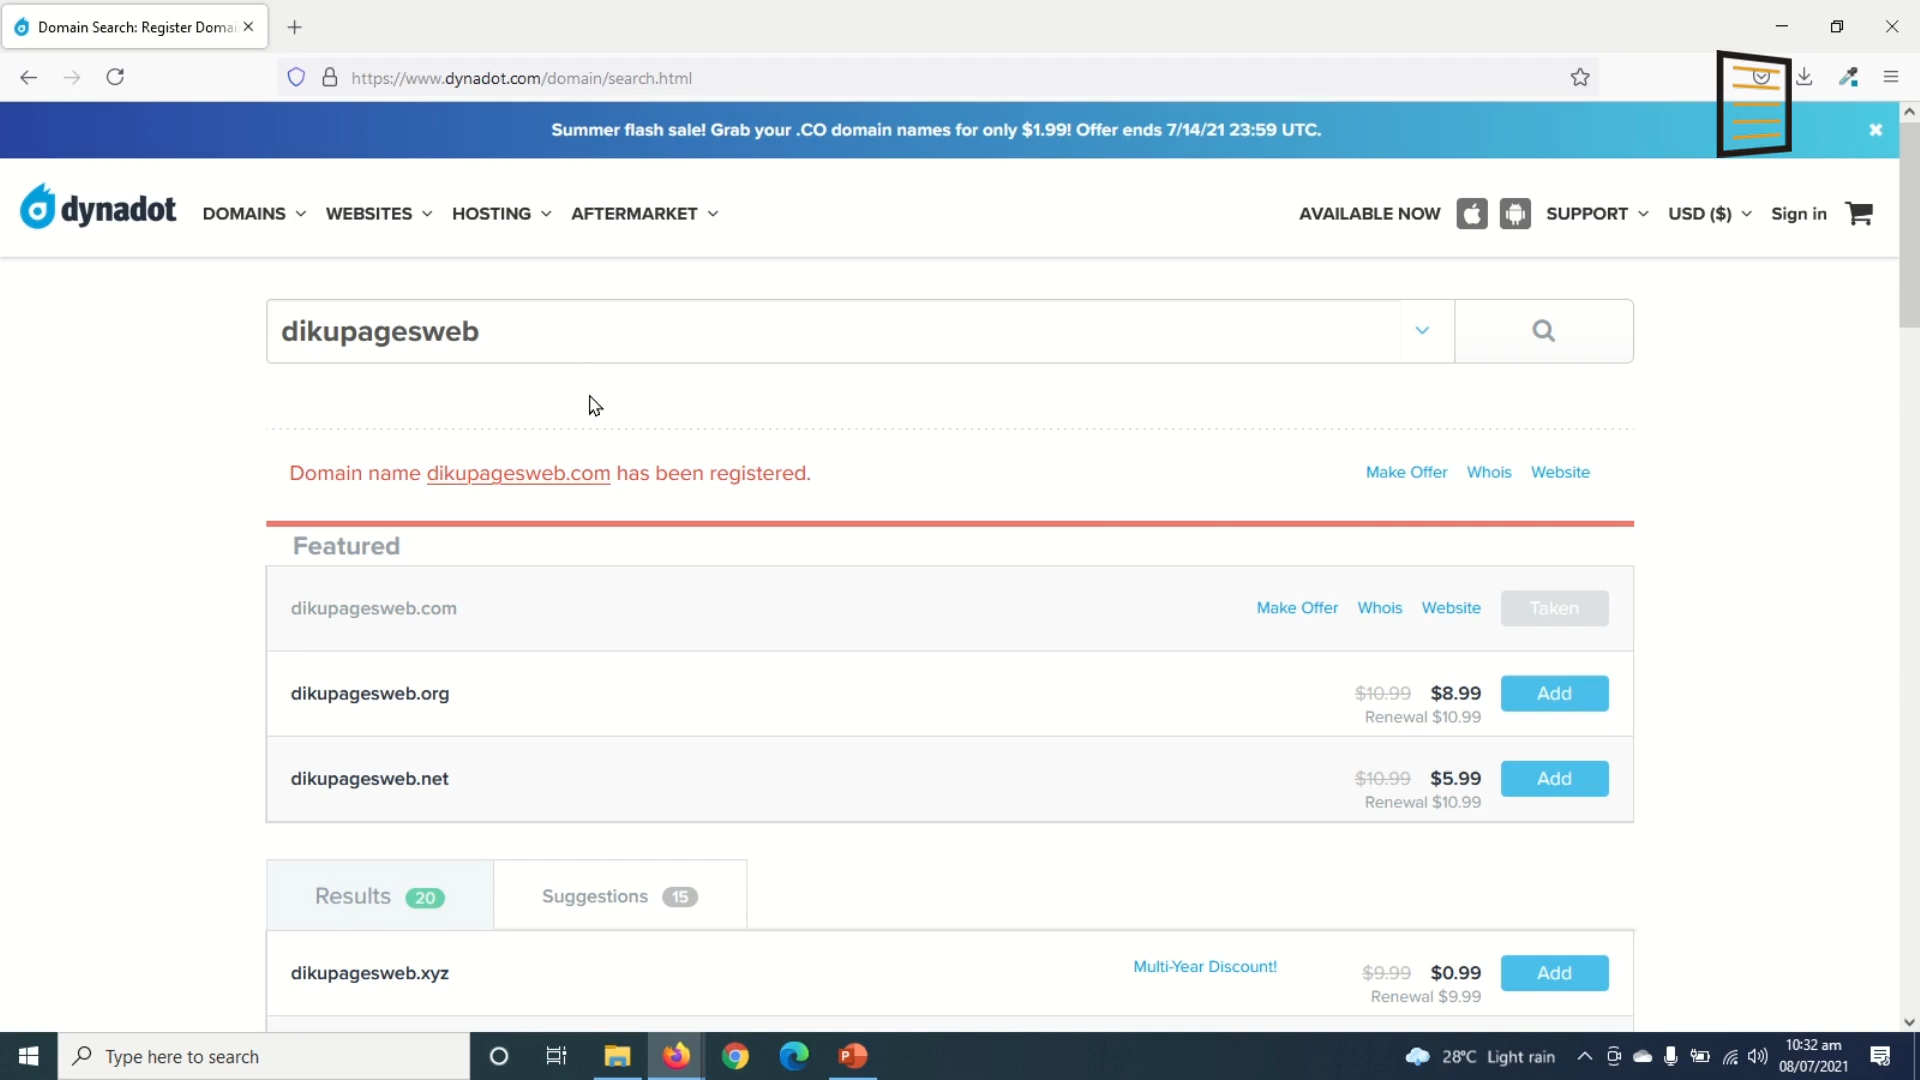 Domain Search: Register Domai
https://www.dynadot.com/domain/search.html
Summer flash sale! Grab your .CO domain names for only $1.99! Offer ends 7/14/21 23:59 UTC.
dynadot DOMAINS WEBSITES HOSTING AFTERMARKET AVAILABLE NOW SUPPORT USD ($) Sign in
dikupagesweb
Domain name dikupagesweb.com has been registered. Make Offer Whois Website
Featured
dikupagesweb.com Make Offer Whois Website Taken
dikupagesweb.org $10.99 $8.99 Add
Renewal $10.99
dikupagesweb.net $10.99 $5.99 Add
Renewal $10.99
Results 20 Suggestions 15
dikupagesweb.xyz Multi-Year Discount! $9.99 $0.99 Add
Renewal $9.99
Type here to search 28°C Light rain 10:32 am
08/07/2021